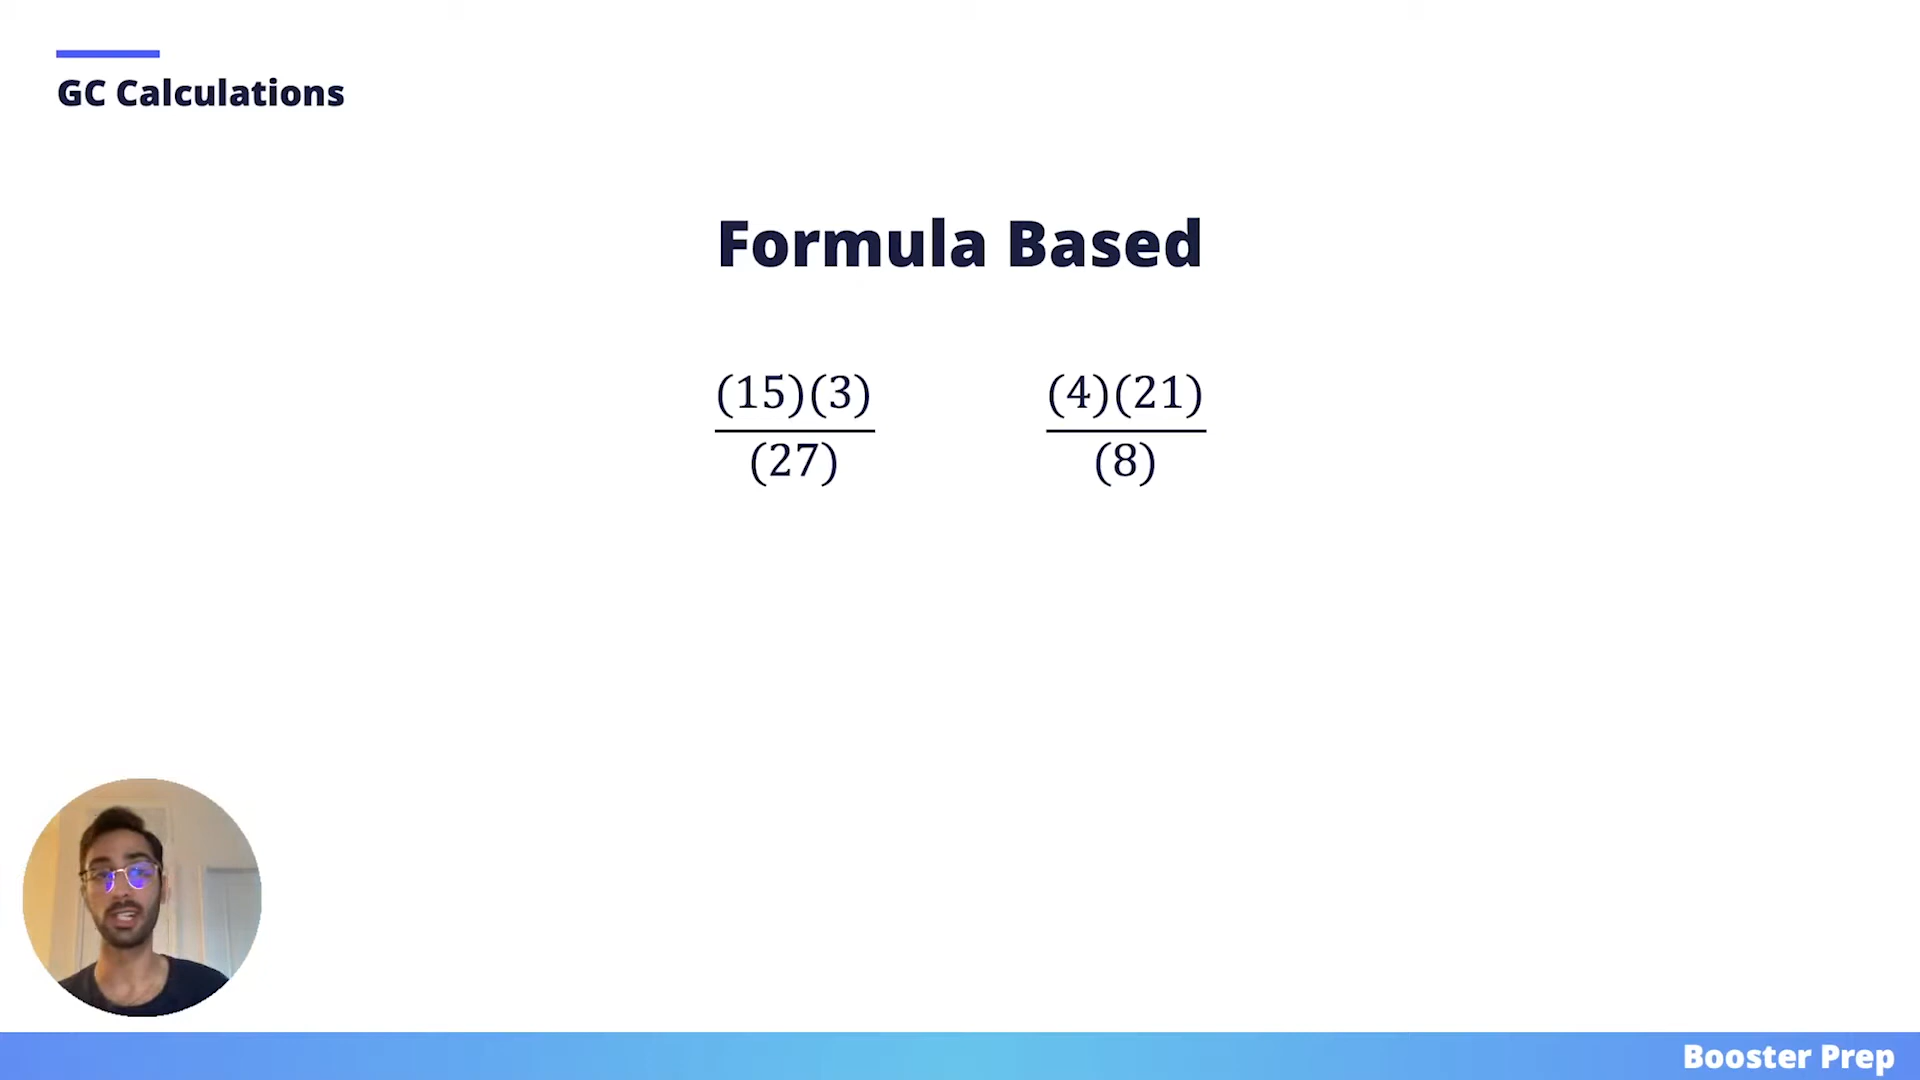 GC Calculations
Formula Based
(15)(3) (4)(21)
(27) (8)
Booster Prep